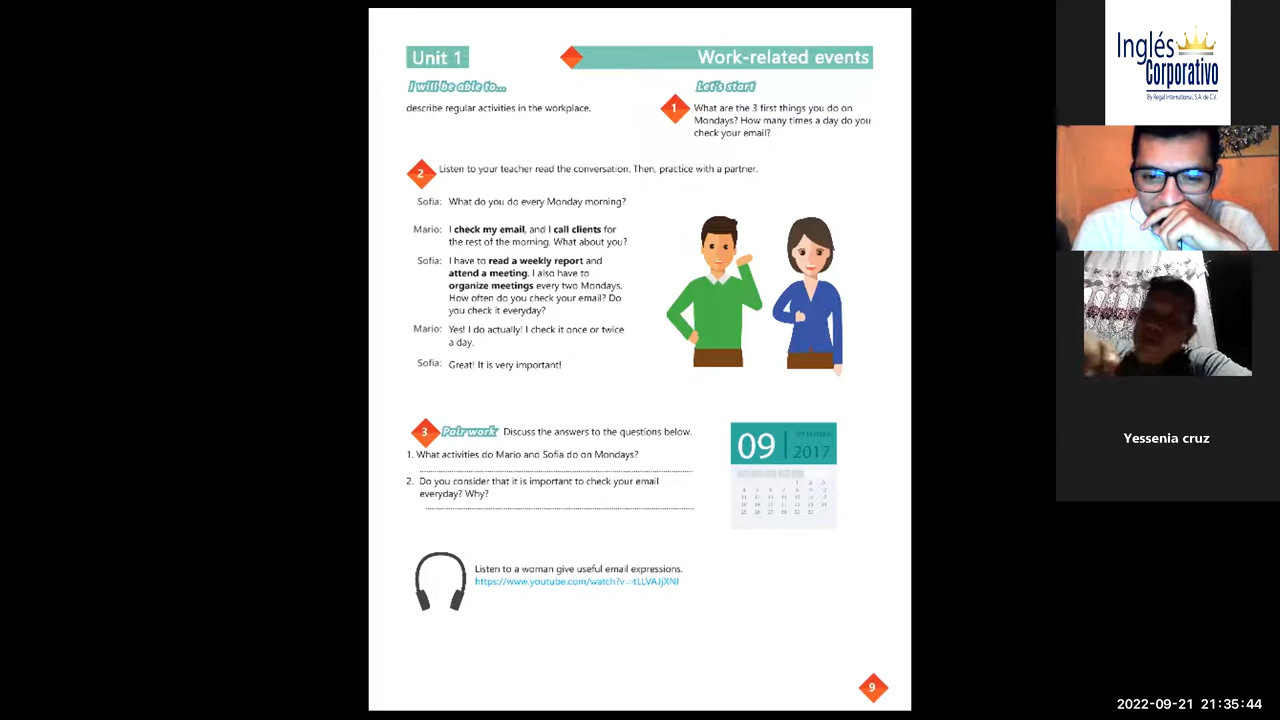 Unit 1
Work-related events
I will be able to...
describe regular activities in the workplace.
Let's start
1
What are the 3 first things you do on
Mondays? How many times a day do you
check your email?
2
Listen to your teacher read the conversation. Then, practice with a partner.
Sofia: What do you do every Monday morning?
Mario: I check my email, and I call clients for
the rest of the morning. What about you?
Sofia: I have to read a weekly report and
attend a meeting. I also have to
organize meetings every two Mondays.
How often do you check your email? Do
you check it everyday?
Mario: Yes! I do actually! I check it once or twice
a day.
Sofia: Great! It is very important!
3
Pair work Discuss the answers to the questions below.
1. What activities do Mario and Sofia do on Mondays?
2. Do you consider that it is important to check your email
everyday? Why?
09
SEPTEMBER
2017
Listen to a woman give useful email expressions.
9
Inglés
Corporativo
By Regal International, S.A. de C.V.
Yessenia cruz
2022-09-21 21:35:44